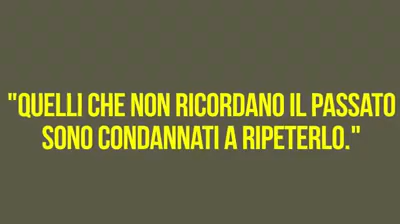 "QUELLI CHE NON RICORDANO IL PASSATO
SONO CONDANNATI A RIPETERLO."